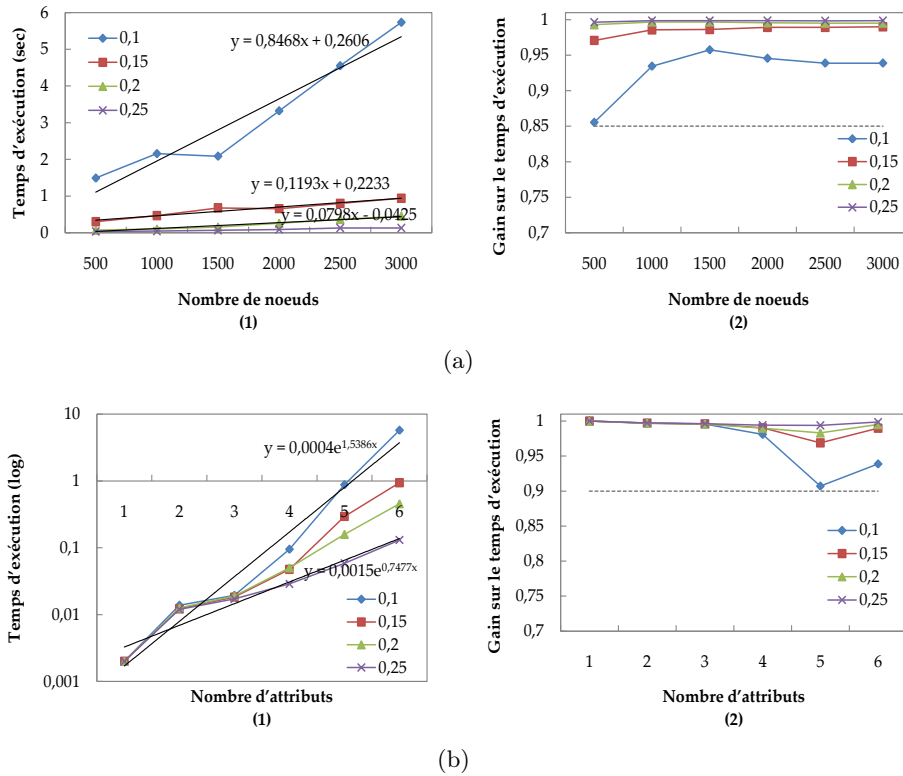 Temps d'exécution (sec)
6
5
4
3
2
1
0
0,1
0,15
0,2
0,25
y = 0,8468x + 0,2606
y = 0,1193x + 0,2233
y = 0,0798x - 0,0425
500 1000 1500 2000 2500 3000
Nombre de noeuds
(1)
Gain sur le temps d'exécution
1
0,95
0,9
0,85
0,8
0,75
0,7
0,1
0,15
0,2
0,25
500 1000 1500 2000 2500 3000
Nombre de noeuds
(2)
(a)
Temps d'exécution (log)
10
1
0,1
0,01
0,001
y = 0,0004e^1,5386x
1 2 3 4 5 6
y = 0,0015e^0,7477x
0,1
0,15
0,2
0,25
Nombre d'attributs
(1)
Gain sur le temps d'exécution
1
0,95
0,9
0,85
0,8
0,75
0,7
0,1
0,15
0,2
0,25
1 2 3 4 5 6
Nombre d'attributs
(2)
(b)